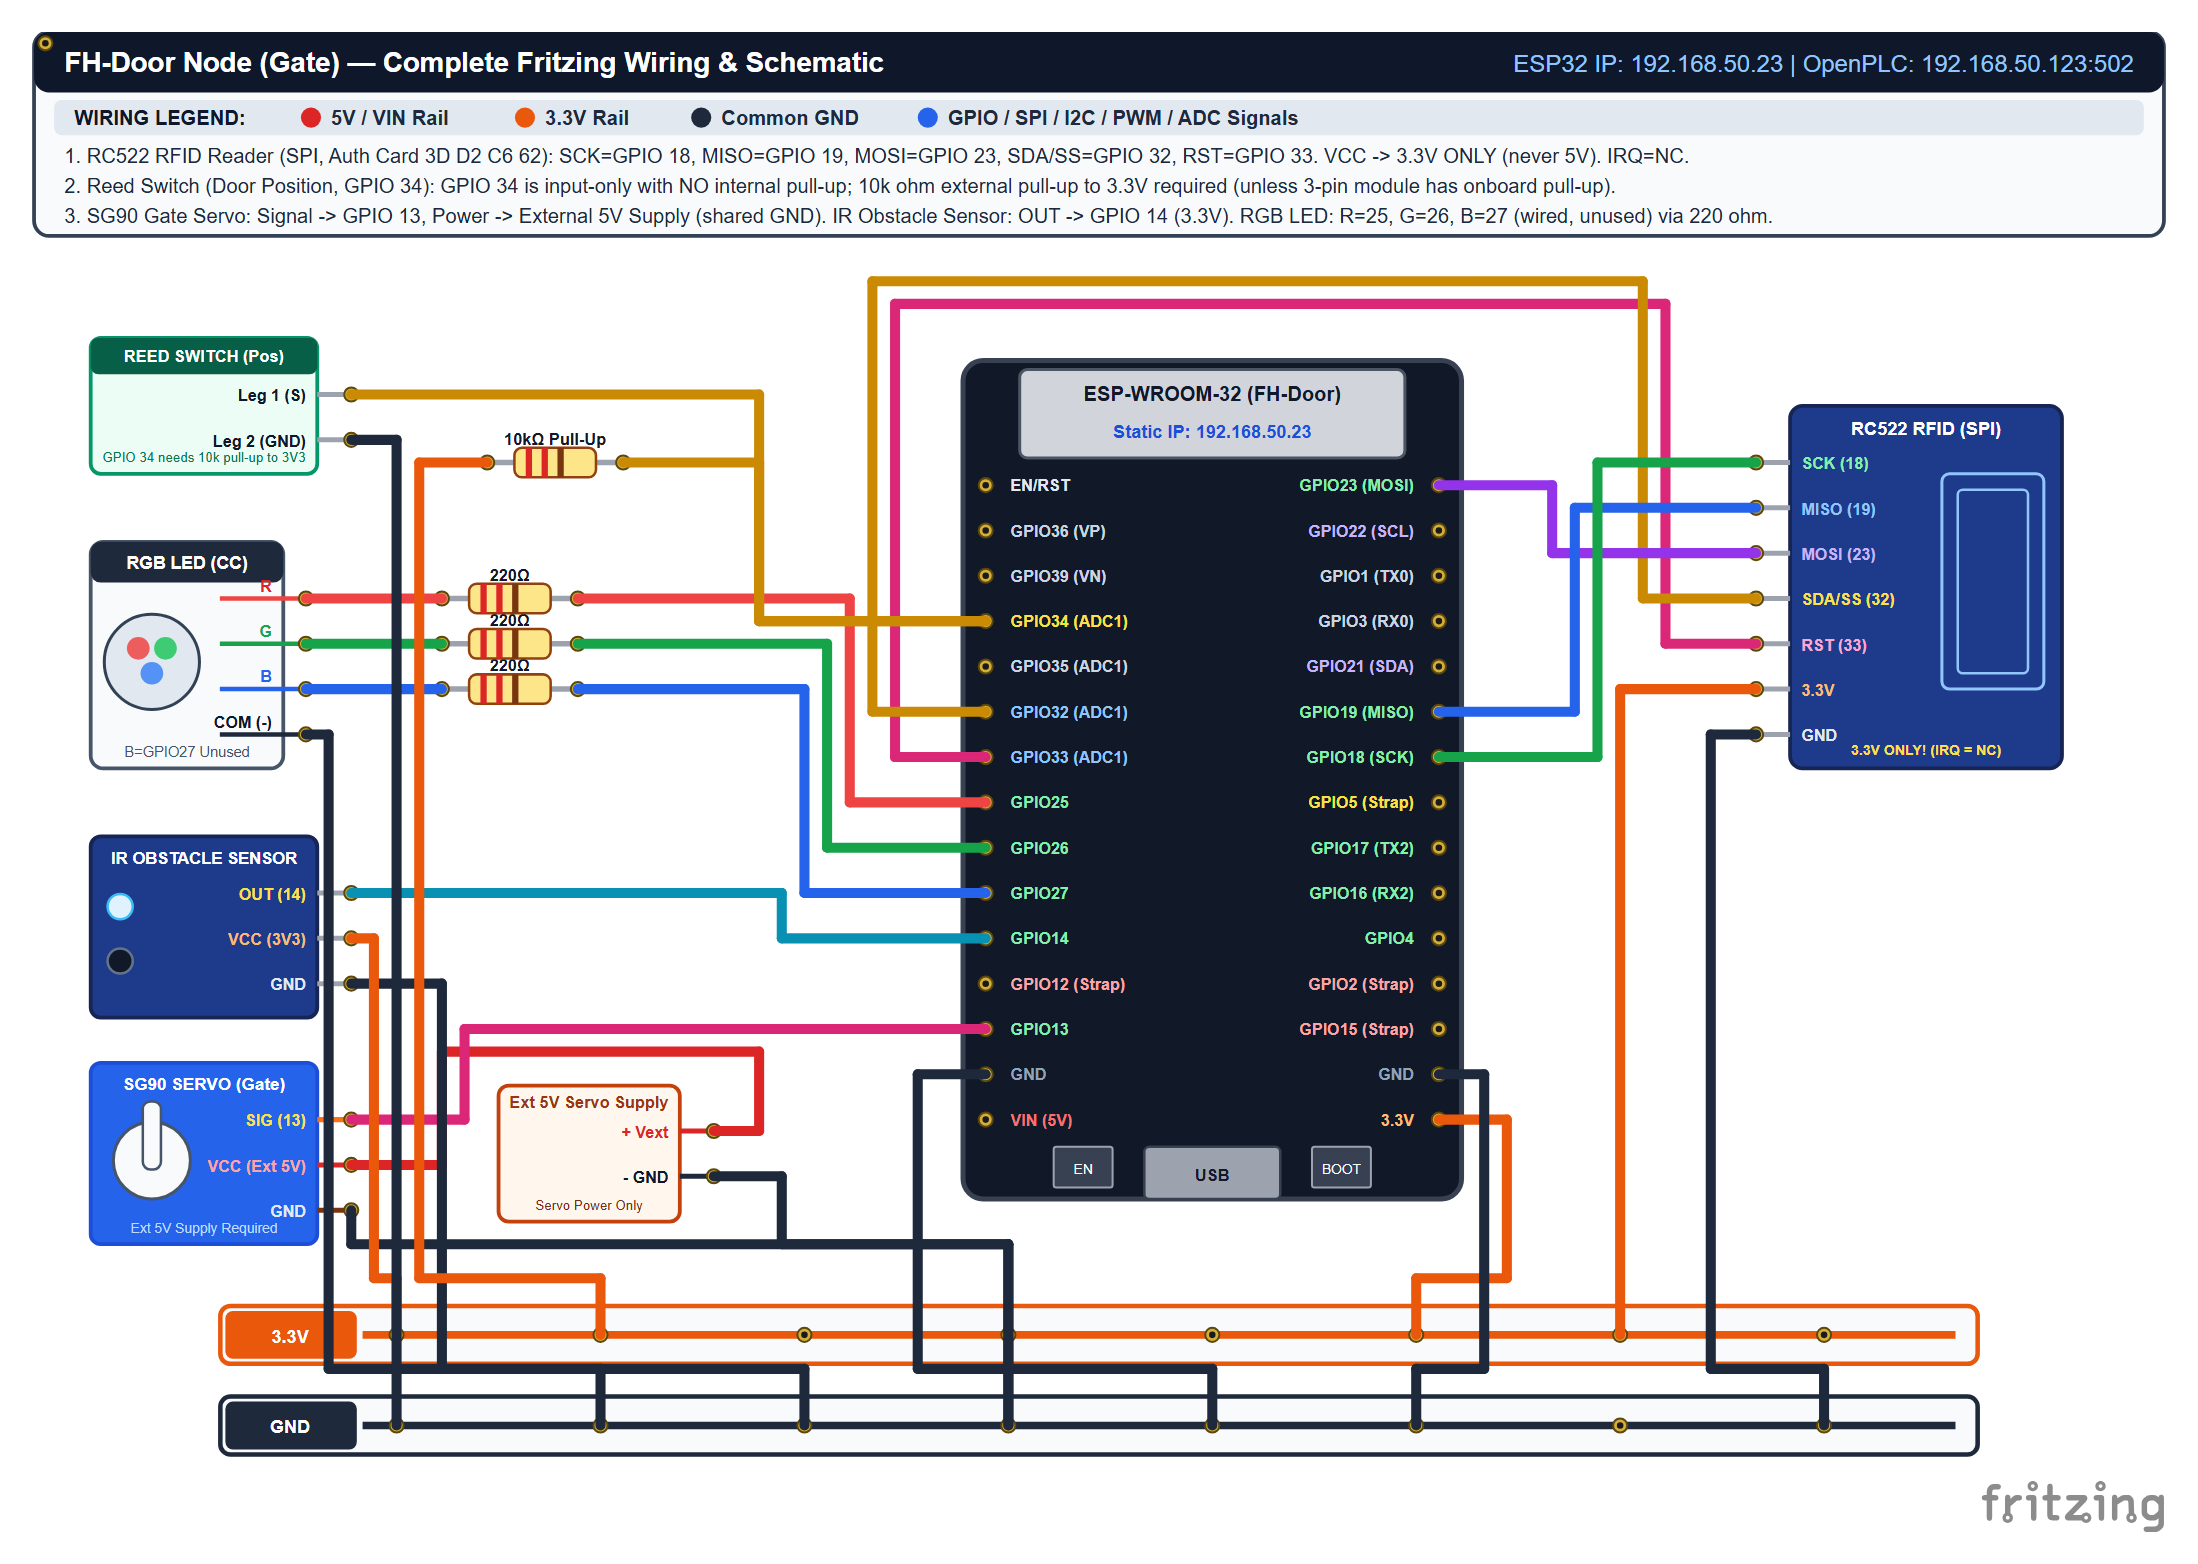 FH-Door Node (Gate) — Complete Fritzing Wiring & Schematic
ESP32 IP: 192.168.50.23 | OpenPLC: 192.168.50.123:502
WIRING LEGEND:
5V / VIN Rail
3.3V Rail
Common GND
GPIO / SPI / I2C / PWM / ADC Signals
1. RC522 RFID Reader (SPI, Auth Card 3D D2 C6 62): SCK=GPIO 18, MISO=GPIO 19, MOSI=GPIO 23, SDA/SS=GPIO 32, RST=GPIO 33. VCC -> 3.3V ONLY (never 5V). IRQ=NC.
2. Reed Switch (Door Position, GPIO 34): GPIO 34 is input-only with NO internal pull-up; 10k ohm external pull-up to 3.3V required (unless 3-pin module has onboard pull-up).
3. SG90 Gate Servo: Signal -> GPIO 13, Power -> External 5V Supply (shared GND). IR Obstacle Sensor: OUT -> GPIO 14 (3.3V). RGB LED: R=25, G=26, B=27 (wired, unused) via 220 ohm.
REED SWITCH (Pos)
Leg 1 (S)
Leg 2 (GND)
GPIO 34 needs 10k pull-up to 3V3
10kΩ Pull-Up
RGB LED (CC)
R
G
B
COM (-)
B=GPIO27 Unused
220Ω
220Ω
220Ω
IR OBSTACLE SENSOR
OUT (14)
VCC (3V3)
GND
SG90 SERVO (Gate)
SIG (13)
VCC (Ext 5V)
GND
Ext 5V Supply Required
Ext 5V Servo Supply
+ Vext
- GND
Servo Power Only
ESP-WROOM-32 (FH-Door)
Static IP: 192.168.50.23
EN/RST
GPIO36 (VP)
GPIO39 (VN)
GPIO34 (ADC1)
GPIO35 (ADC1)
GPIO32 (ADC1)
GPIO33 (ADC1)
GPIO25
GPIO26
GPIO27
GPIO14
GPIO12 (Strap)
GPIO13
GND
VIN (5V)
GPIO23 (MOSI)
GPIO22 (SCL)
GPIO1 (TX0)
GPIO3 (RX0)
GPIO21 (SDA)
GPIO19 (MISO)
GPIO18 (SCK)
GPIO5 (Strap)
GPIO17 (TX2)
GPIO16 (RX2)
GPIO4
GPIO2 (Strap)
GPIO15 (Strap)
GND
3.3V
EN
USB
BOOT
RC522 RFID (SPI)
SCK (18)
MISO (19)
MOSI (23)
SDA/SS (32)
RST (33)
3.3V
GND
3.3V ONLY! (IRQ = NC)
3.3V
GND
fritzing